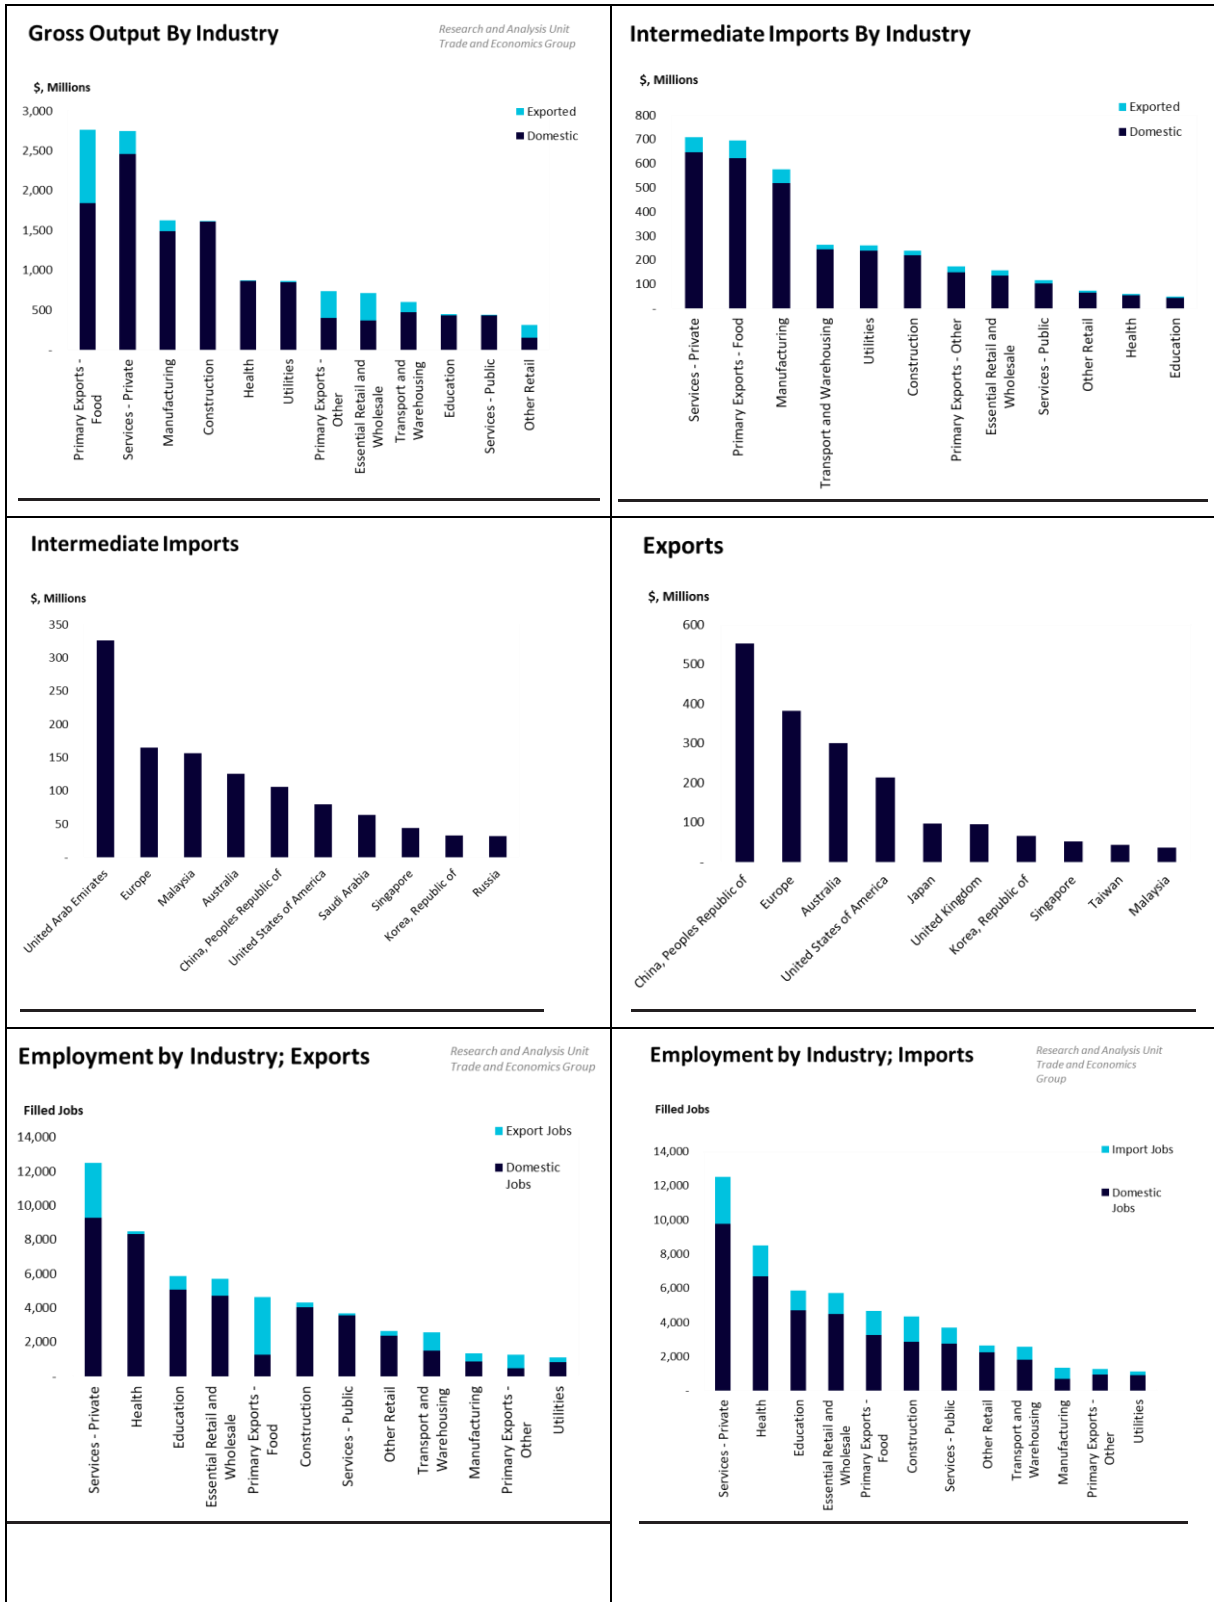 Gross Output By Industry
Research and Analysis Unit
Trade and Economics Group
$, Millions
3,000
2,500
2,000
1,500
1,000
500
-
Exported
Domestic
Primary Exports -
Food
Services - Private
Manufacturing
Construction
Health
Utilities
Primary Exports -
Other
Essential Retail and
Wholesale
Transport and
Warehousing
Education
Services - Public
Other Retail
Intermediate Imports By Industry
$, Millions
800
700
600
500
400
300
200
100
-
Exported
Domestic
Services - Private
Primary Exports - Food
Manufacturing
Transport and Warehousing
Utilities
Construction
Primary Exports - Other
Essential Retail and
Wholesale
Services - Public
Other Retail
Health
Education
Intermediate Imports
$, Millions
350
300
250
200
150
100
50
-
United Arab Emirates
Europe
Malaysia
Australia
China, Peoples Republic of
United States of America
Saudi Arabia
Singapore
Korea, Republic of
Russia
Exports
$, Millions
600
500
400
300
200
100
-
China, Peoples Republic of
Europe
Australia
United States of America
Japan
United Kingdom
Korea, Republic of
Singapore
Taiwan
Malaysia
Employment by Industry; Exports
Research and Analysis Unit
Trade and Economics Group
Filled Jobs
14,000
12,000
10,000
8,000
6,000
4,000
2,000
-
Export Jobs
Domestic
Jobs
Services - Private
Health
Education
Essential Retail and
Wholesale
Primary Exports -
Food
Construction
Services - Public
Other Retail
Transport and
Warehousing
Manufacturing
Primary Exports -
Other
Utilities
Employment by Industry; Imports
Research and Analysis Unit
Trade and Economics
Group
Filled Jobs
14,000
12,000
10,000
8,000
6,000
4,000
2,000
-
Import Jobs
Domestic
Jobs
Services - Private
Health
Education
Essential Retail and
Wholesale
Primary Exports -
Food
Construction
Services - Public
Other Retail
Transport and
Warehousing
Manufacturing
Primary Exports -
Other
Utilities